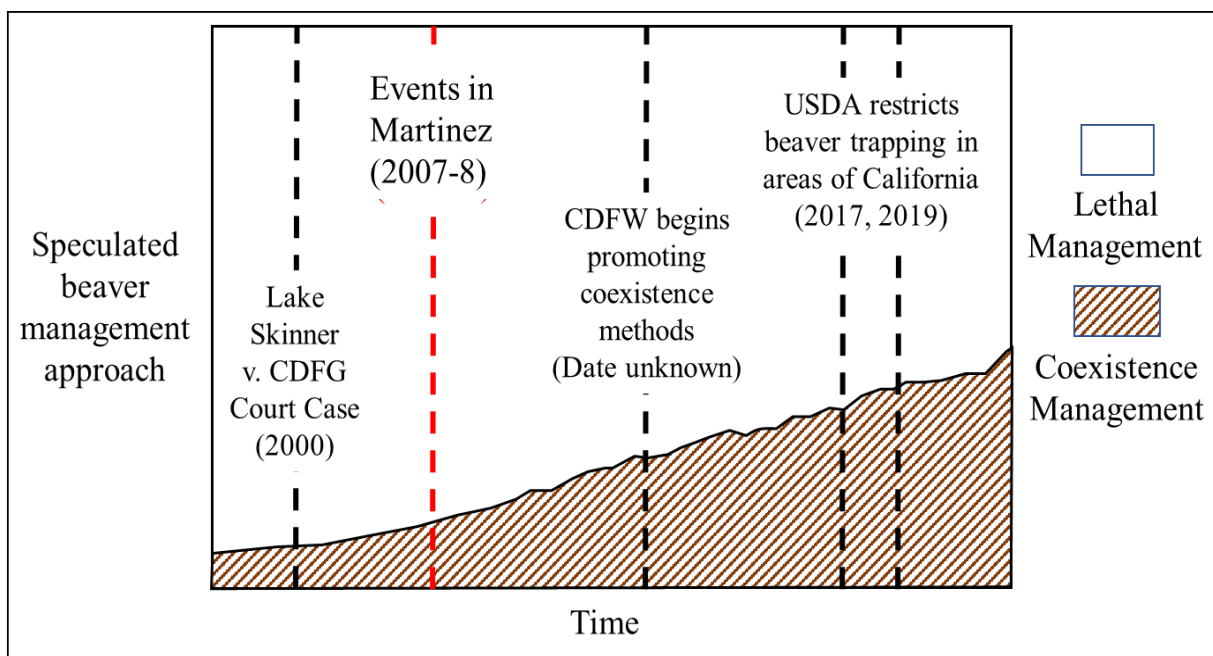 Speculated
beaver
management
approach
Lake
Skinner
v. CDFG
Court Case
(2000)
Events in
Martinez
(2007-8)
CDFW begins
promoting
coexistence
methods
(Date unknown)
USDA restricts
beaver trapping in
areas of California
(2017, 2019)
Lethal
Management
Coexistence
Management
Time